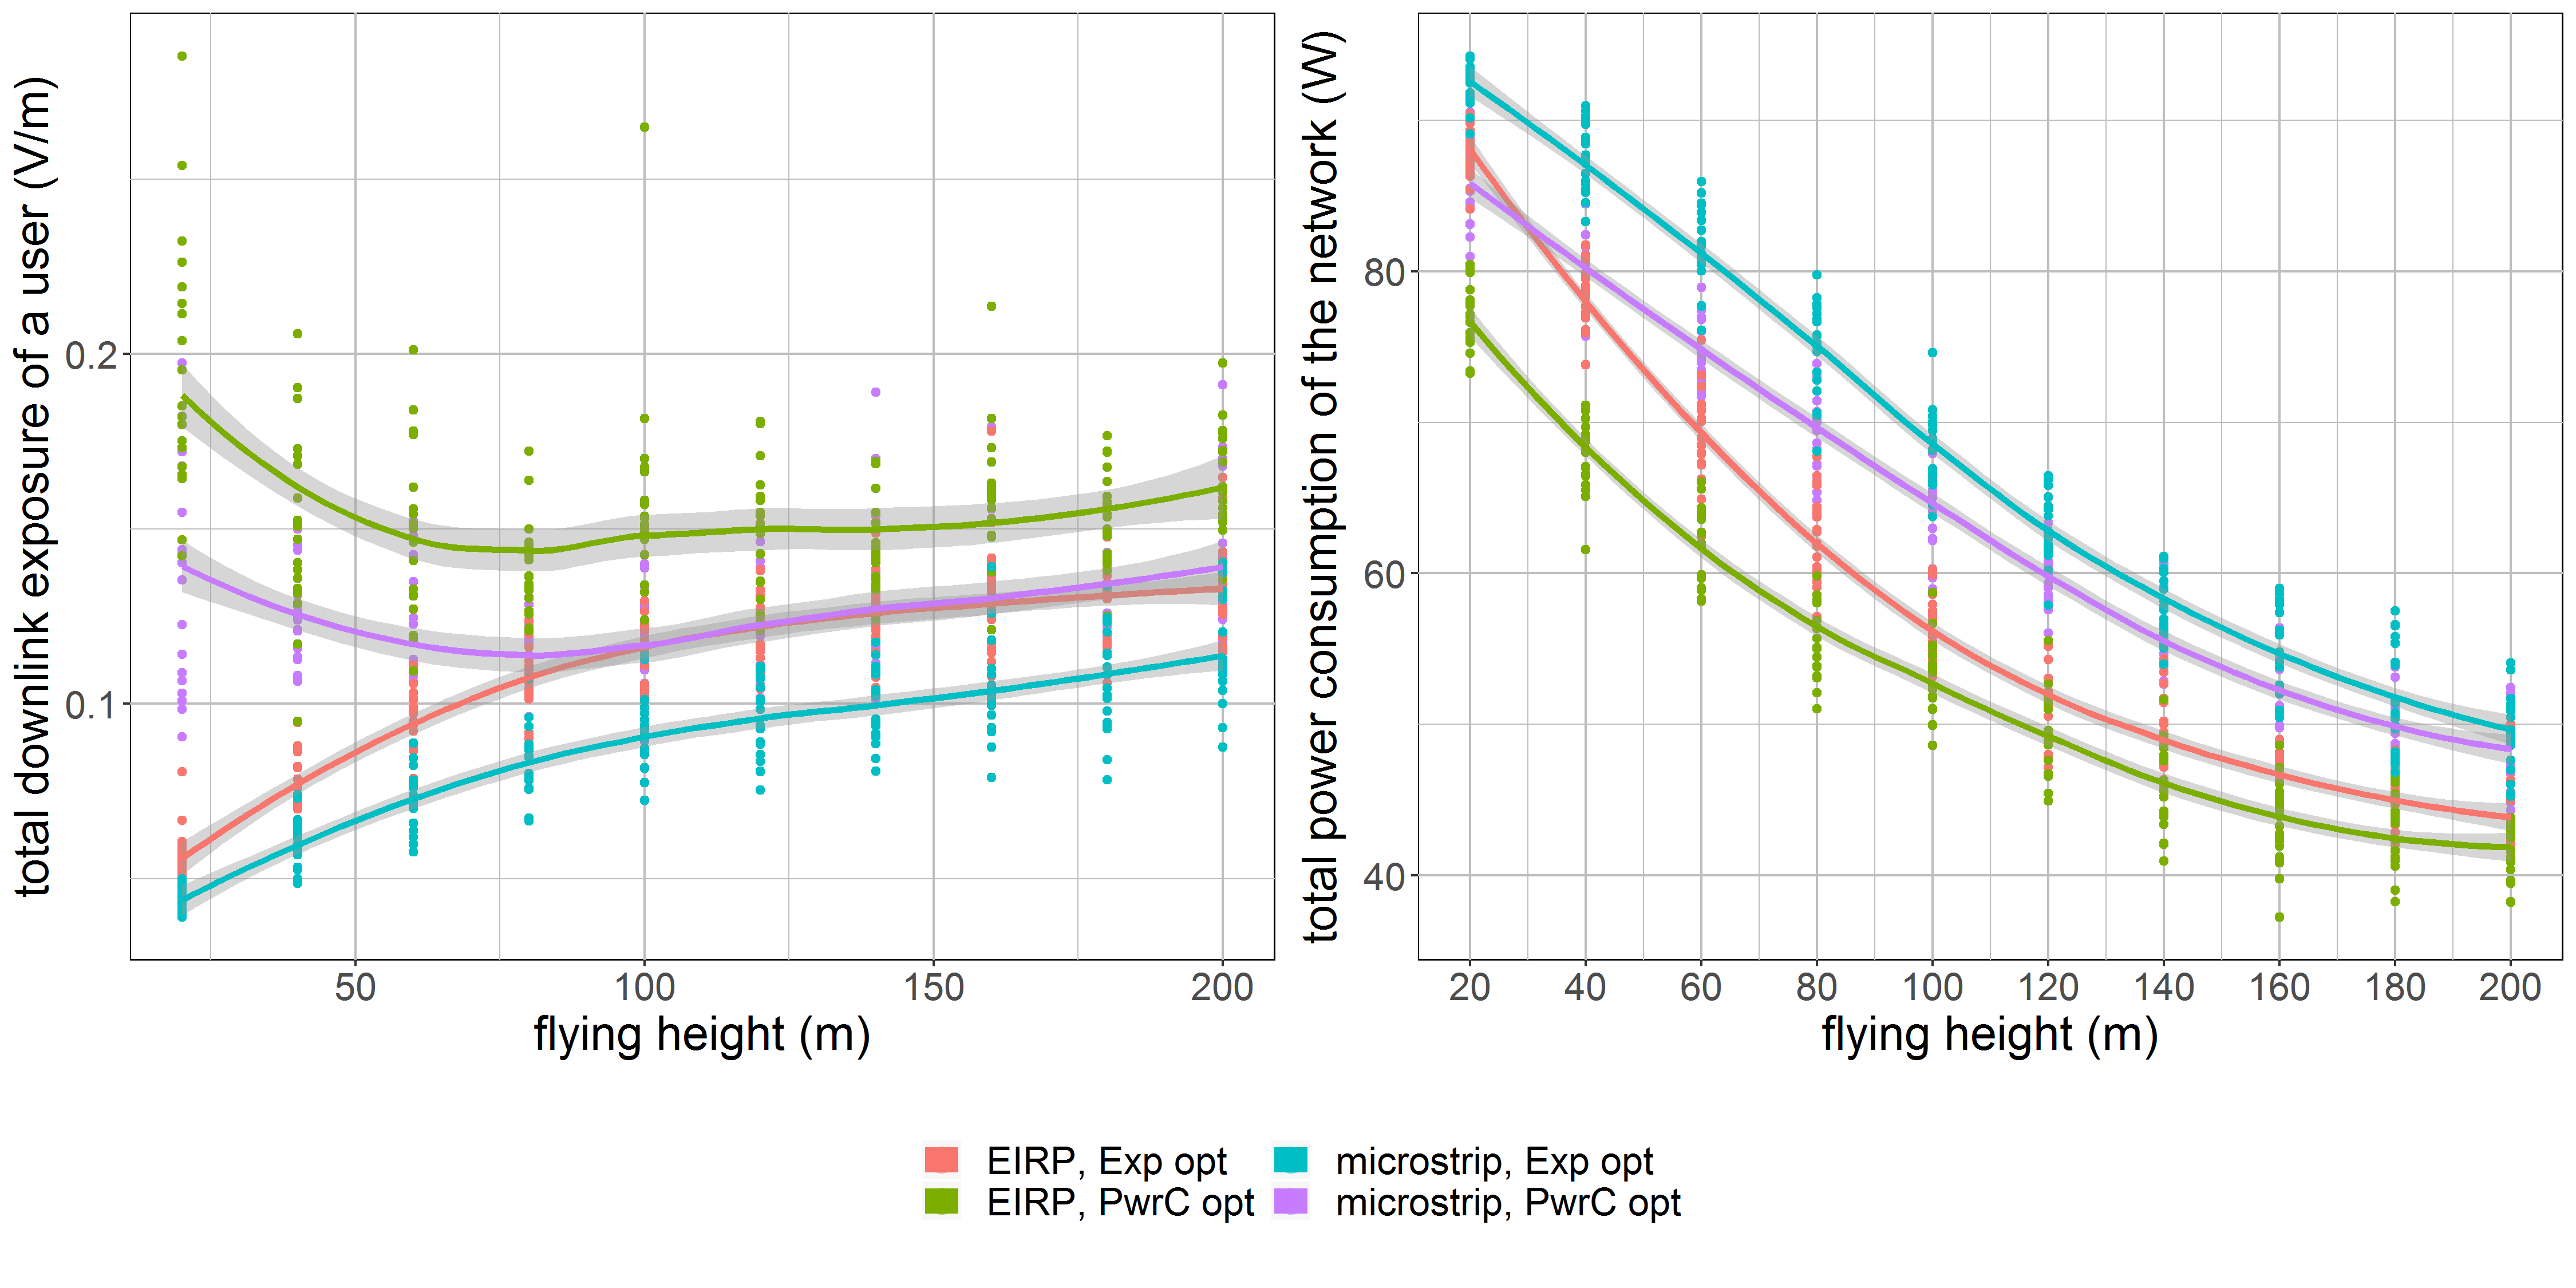 total downlink exposure of a user (V/m)
0.2
0.1
50 100 150 200
flying height (m)
total power consumption of the network (W)
80
60
40
20 40 60 80 100 120 140 160 180 200
flying height (m)
EIRP, Exp opt
microstrip, Exp opt
EIRP, PwrC opt
microstrip, PwrC opt